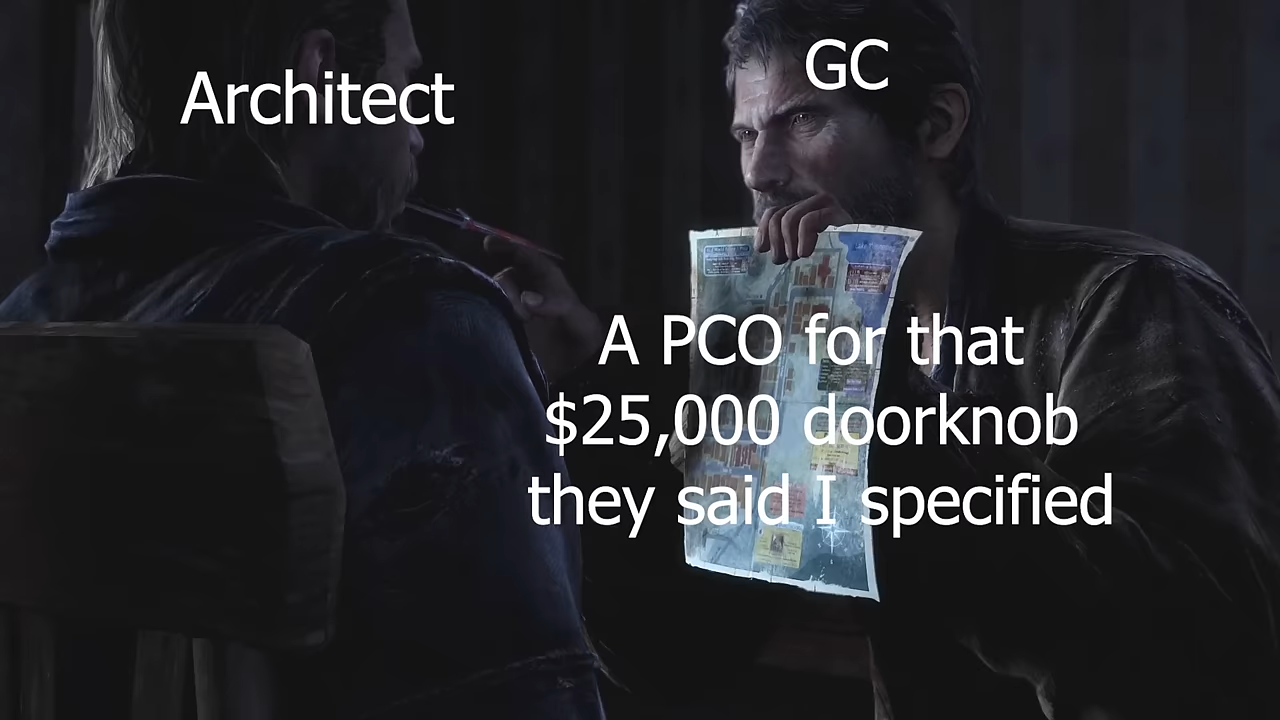 Architect
GC
A PCO for that
$25,000 doorknob
they said I specified